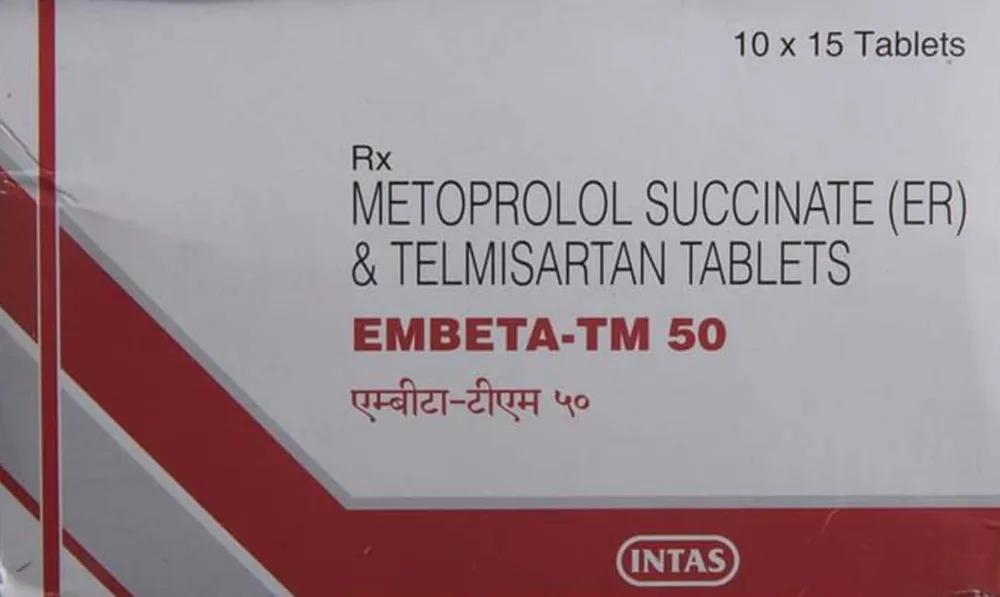 10 x 15 Tablets
Rx
METOPROLOL SUCCINATE (ER)
& TELMISARTAN TABLETS
EMBETA-TM 50
एम्बीटा-टीएम ५०
INTAS